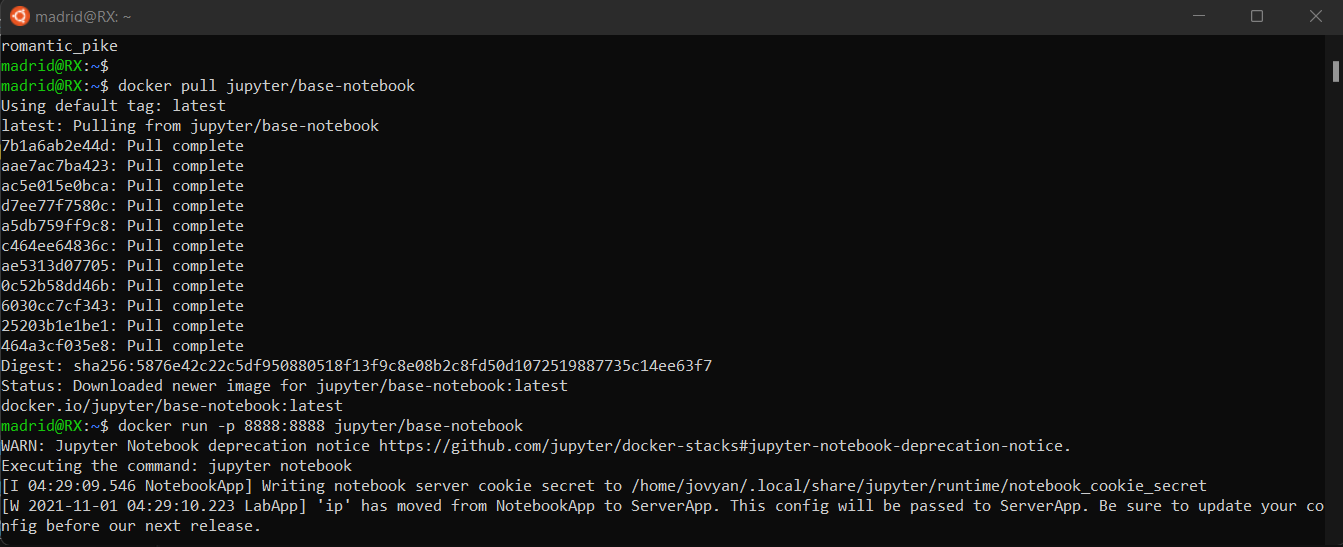 madrid@RX: ~
romantic_pike
madrid@RX:~$
madrid@RX:~$ docker pull jupyter/base-notebook
Using default tag: latest
latest: Pulling from jupyter/base-notebook
7b1a6ab2e44d: Pull complete
aae7ac7ba423: Pull complete
ac5e015e0bca: Pull complete
d7ee77f7580c: Pull complete
a5db759ff9c8: Pull complete
c464ee64836c: Pull complete
ae5313d07705: Pull complete
0c52b58dd46b: Pull complete
6030cc7cf343: Pull complete
25203b1e1be1: Pull complete
464a3cf035e8: Pull complete
Digest: sha256:5876e42c22c5df950880518f13f9c8e08b2c8fd50d1072519887735c14ee63f7
Status: Downloaded newer image for jupyter/base-notebook:latest
docker.io/jupyter/base-notebook:latest
madrid@RX:~$ docker run -p 8888:8888 jupyter/base-notebook
WARN: Jupyter Notebook deprecation notice https://github.com/jupyter/docker-stacks#jupyter-notebook-deprecation-notice.
Executing the command: jupyter notebook
[I 04:29:09.546 NotebookApp] Writing notebook server cookie secret to /home/jovyan/.local/share/jupyter/runtime/notebook_cookie_secret
[W 2021-11-01 04:29:10.223 LabApp] 'ip' has moved from NotebookApp to ServerApp. This config will be passed to ServerApp. Be sure to update your co
nfig before our next release.